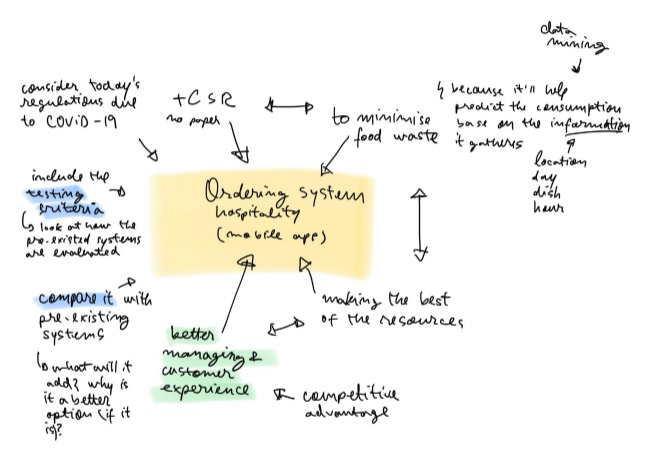 data
mining
consider today's
regulations due
to COVID-19
+CSR
no paper
to minimise
food waste
because it'll help
predict the consumption
base on the information
it gathers
location
day
dish
hour
include the
testing
criteria
look at how the
pre-existed systems
are evaluated
Ordering system
hospitality
(mobile app)
compare it with
pre-existing
systems
what will it
add? why is
it a better
option (if it
is)?
better
managing &
customer
experience
making the best
of the resources
competitive
advantage